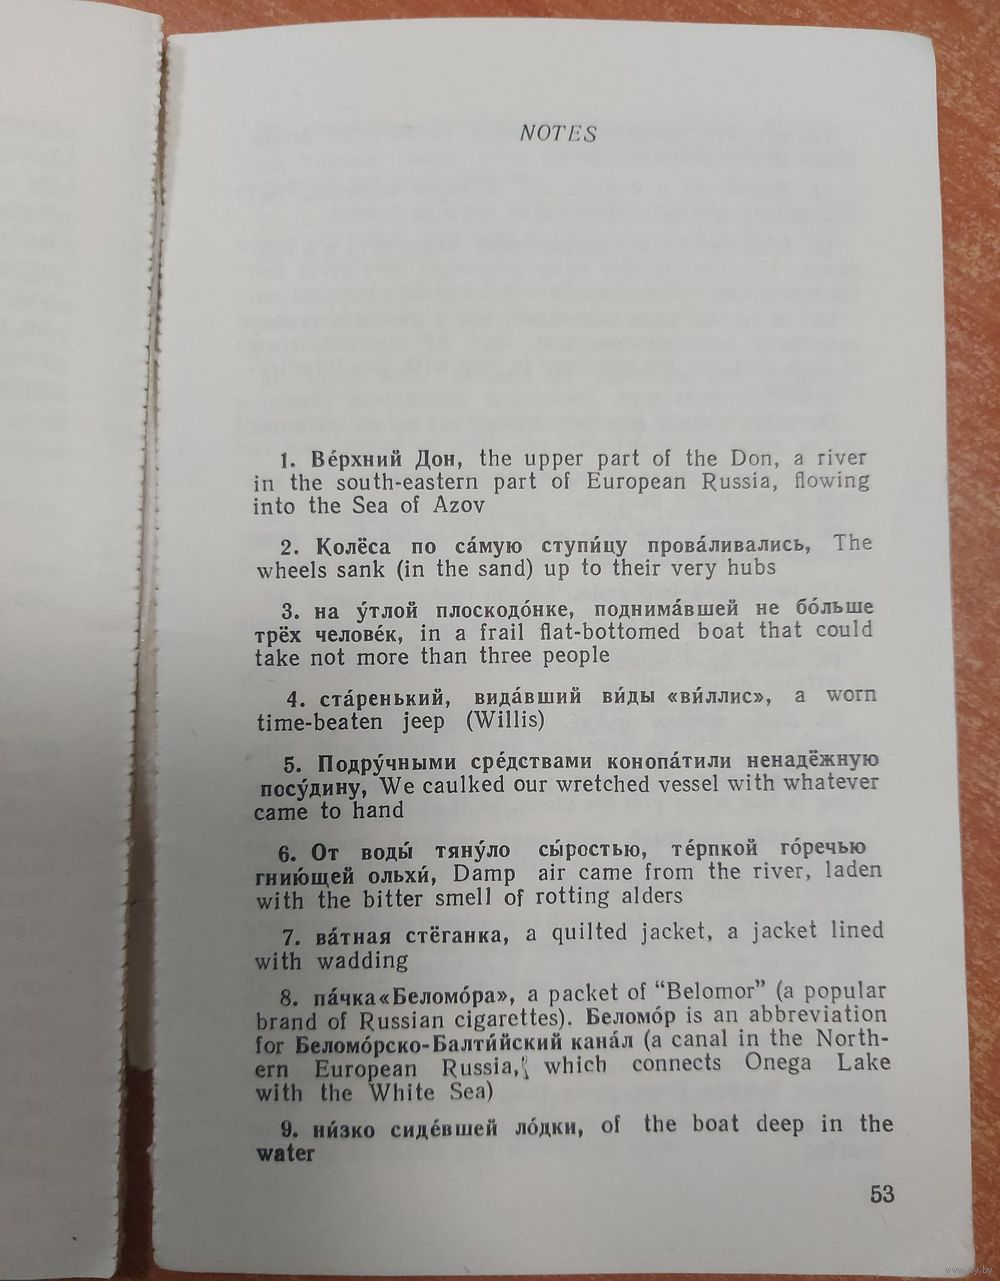 NOTES
1. Ве́рхний Дон, the upper part of the Don, a river
in the south-eastern part of European Russia, flowing
into the Sea of Azov
2. Колёса по са́мую ступи́цу прова́ливались, The
wheels sank (in the sand) up to their very hubs
3. на у́тлой плоскодо́нке, поднима́вшей не бо́льше
трёх челове́к, in a frail flat-bottomed boat that could
take not more than three people
4. ста́ренький, вида́вший ви́ды «ви́ллис», a worn
time-beaten jeep (Willis)
5. Подру́чными сре́дствами конопа́тили ненадёжную
посу́дину, We caulked our wretched vessel with whatever
came to hand
6. От воды́ тяну́ло сы́ростью, те́рпкой го́речью
гнию́щей ольхи́, Damp air came from the river, laden
with the bitter smell of rotting alders
7. ва́тная стёганка, a quilted jacket, a jacket lined
with wadding
8. па́чка «Беломо́ра», a packet of “Belomor” (a popular
brand of Russian cigarettes). Беломо́р is an abbreviation
for Беломо́рско-Балти́йский кана́л (a canal in the North-
ern European Russia, which connects Onega Lake
with the White Sea)
9. ни́зко сиде́вшей ло́дки, of the boat deep in the
water
53